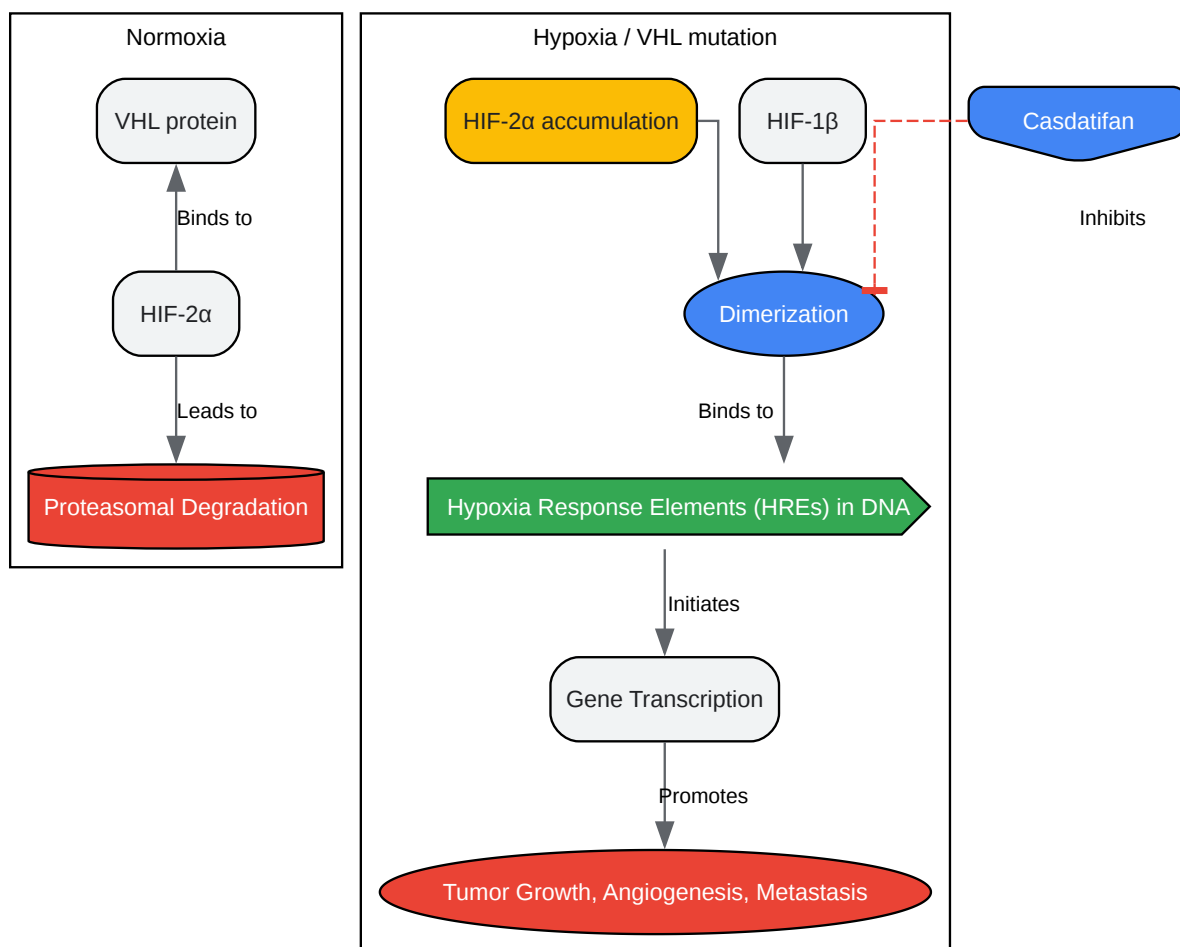 Normoxia
VHL protein
Binds to
HIF-2α
Leads to
Proteasomal Degradation
Hypoxia / VHL mutation
HIF-2α accumulation
HIF-1β
Casdatifan
Inhibits
Dimerization
Binds to
Hypoxia Response Elements (HREs) in DNA
Initiates
Gene Transcription
Promotes
Tumor Growth, Angiogenesis, Metastasis